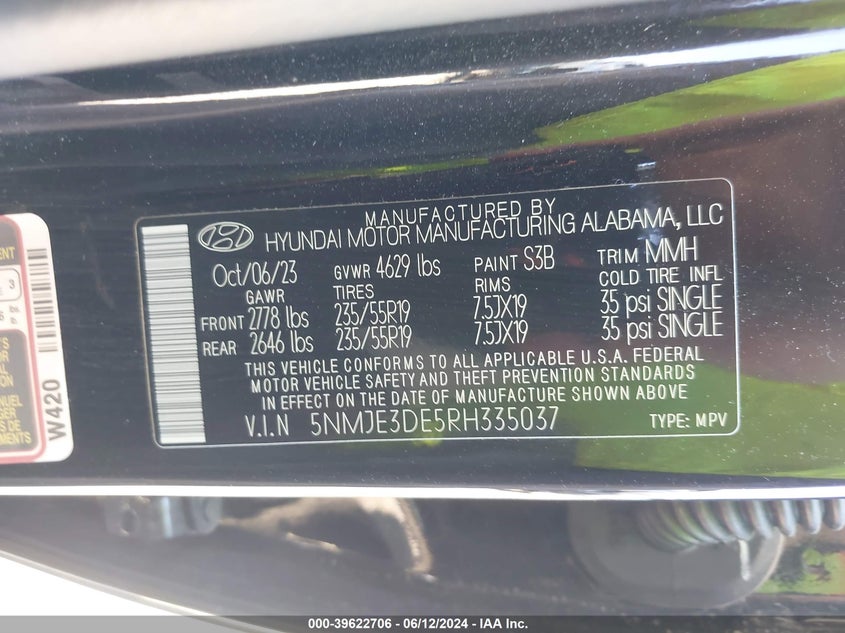 MANUFACTURED BY
HYUNDAI MOTOR MANUFACTURING ALABAMA, LLC
Oct/06/23 GVWR 4629 lbs PAINT S3B TRIM MMH
GAWR TIRES RIMS COLD TIRE INFL
FRONT 2778 lbs 235/55R19 7.5JX19 35 psi SINGLE
REAR 2646 lbs 235/55R19 7.5JX19 35 psi SINGLE
THIS VEHICLE CONFORMS TO ALL APPLICABLE U.S.A. FEDERAL
MOTOR VEHICLE SAFETY AND THEFT PREVENTION STANDARDS
IN EFFECT ON THE DATE OF MANUFACTURE SHOWN ABOVE
V.I.N 5NMJE3DE5RH335037 TYPE: MPV
W420
000-39622706 - 06/12/2024 - IAA Inc.